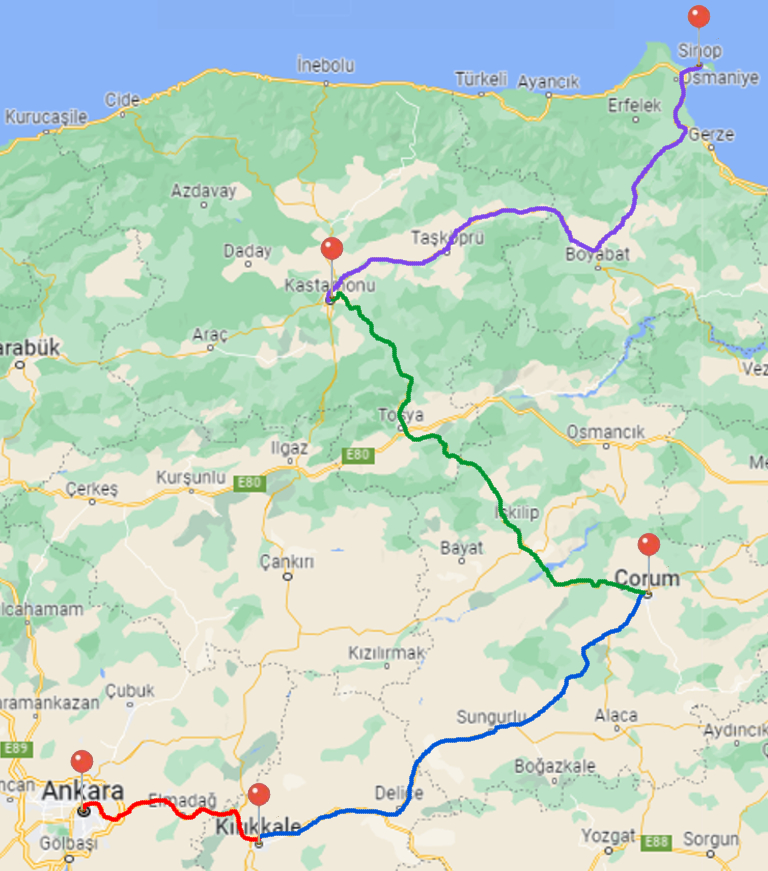 Sinop
Osmaniye
İnebolu
Türkeli
Ayancık
Cide
Erfelek
Kurucaşile
Gerze
Azdavay
Taşköprü
Daday
Boyabat
Kastamonu
Araç
arabük
Vez
Tosya
Osmancık
Ilgaz
E80
Me
Kurşunlu
E80
Çerkeş
İskilip
Bayat
Çankırı
Çorum
lcahamam
Kızılırmak
Çubuk
ramankazan
Sungurlu
Alaca
Aydıncık
E89
Boğazkale
ncan
Ankara
Elmadağ
Delice
Kırıkkale
Yozgat
E88
Sorgun
Gölbaşı